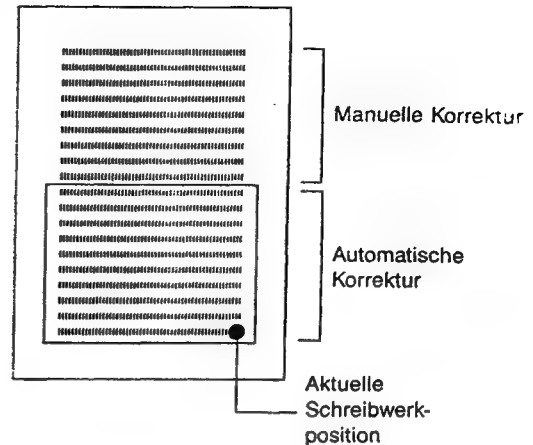 Manuelle Korrektur
Automatische
Korrektur
Aktuelle
Schreibwerk-
position